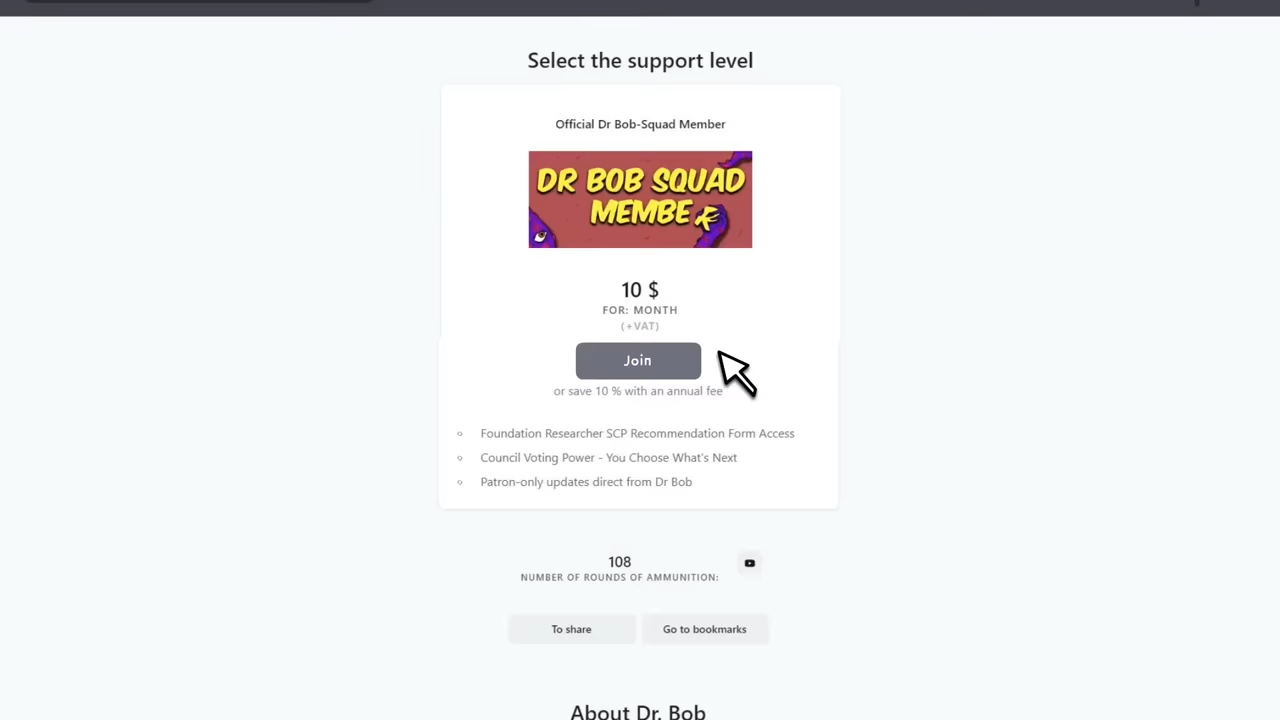 Select the support level
Official Dr Bob-Squad Member
DR BOB SQUAD
MEMBER
10 $
FOR: MONTH
(+VAT)
Join
or save 10 % with an annual fee
Foundation Researcher SCP Recommendation Form Access
Council Voting Power - You Choose What's Next
Patron-only updates direct from Dr Bob
108
NUMBER OF ROUNDS OF AMMUNITION:
To share
Go to bookmarks
About Dr. Bob